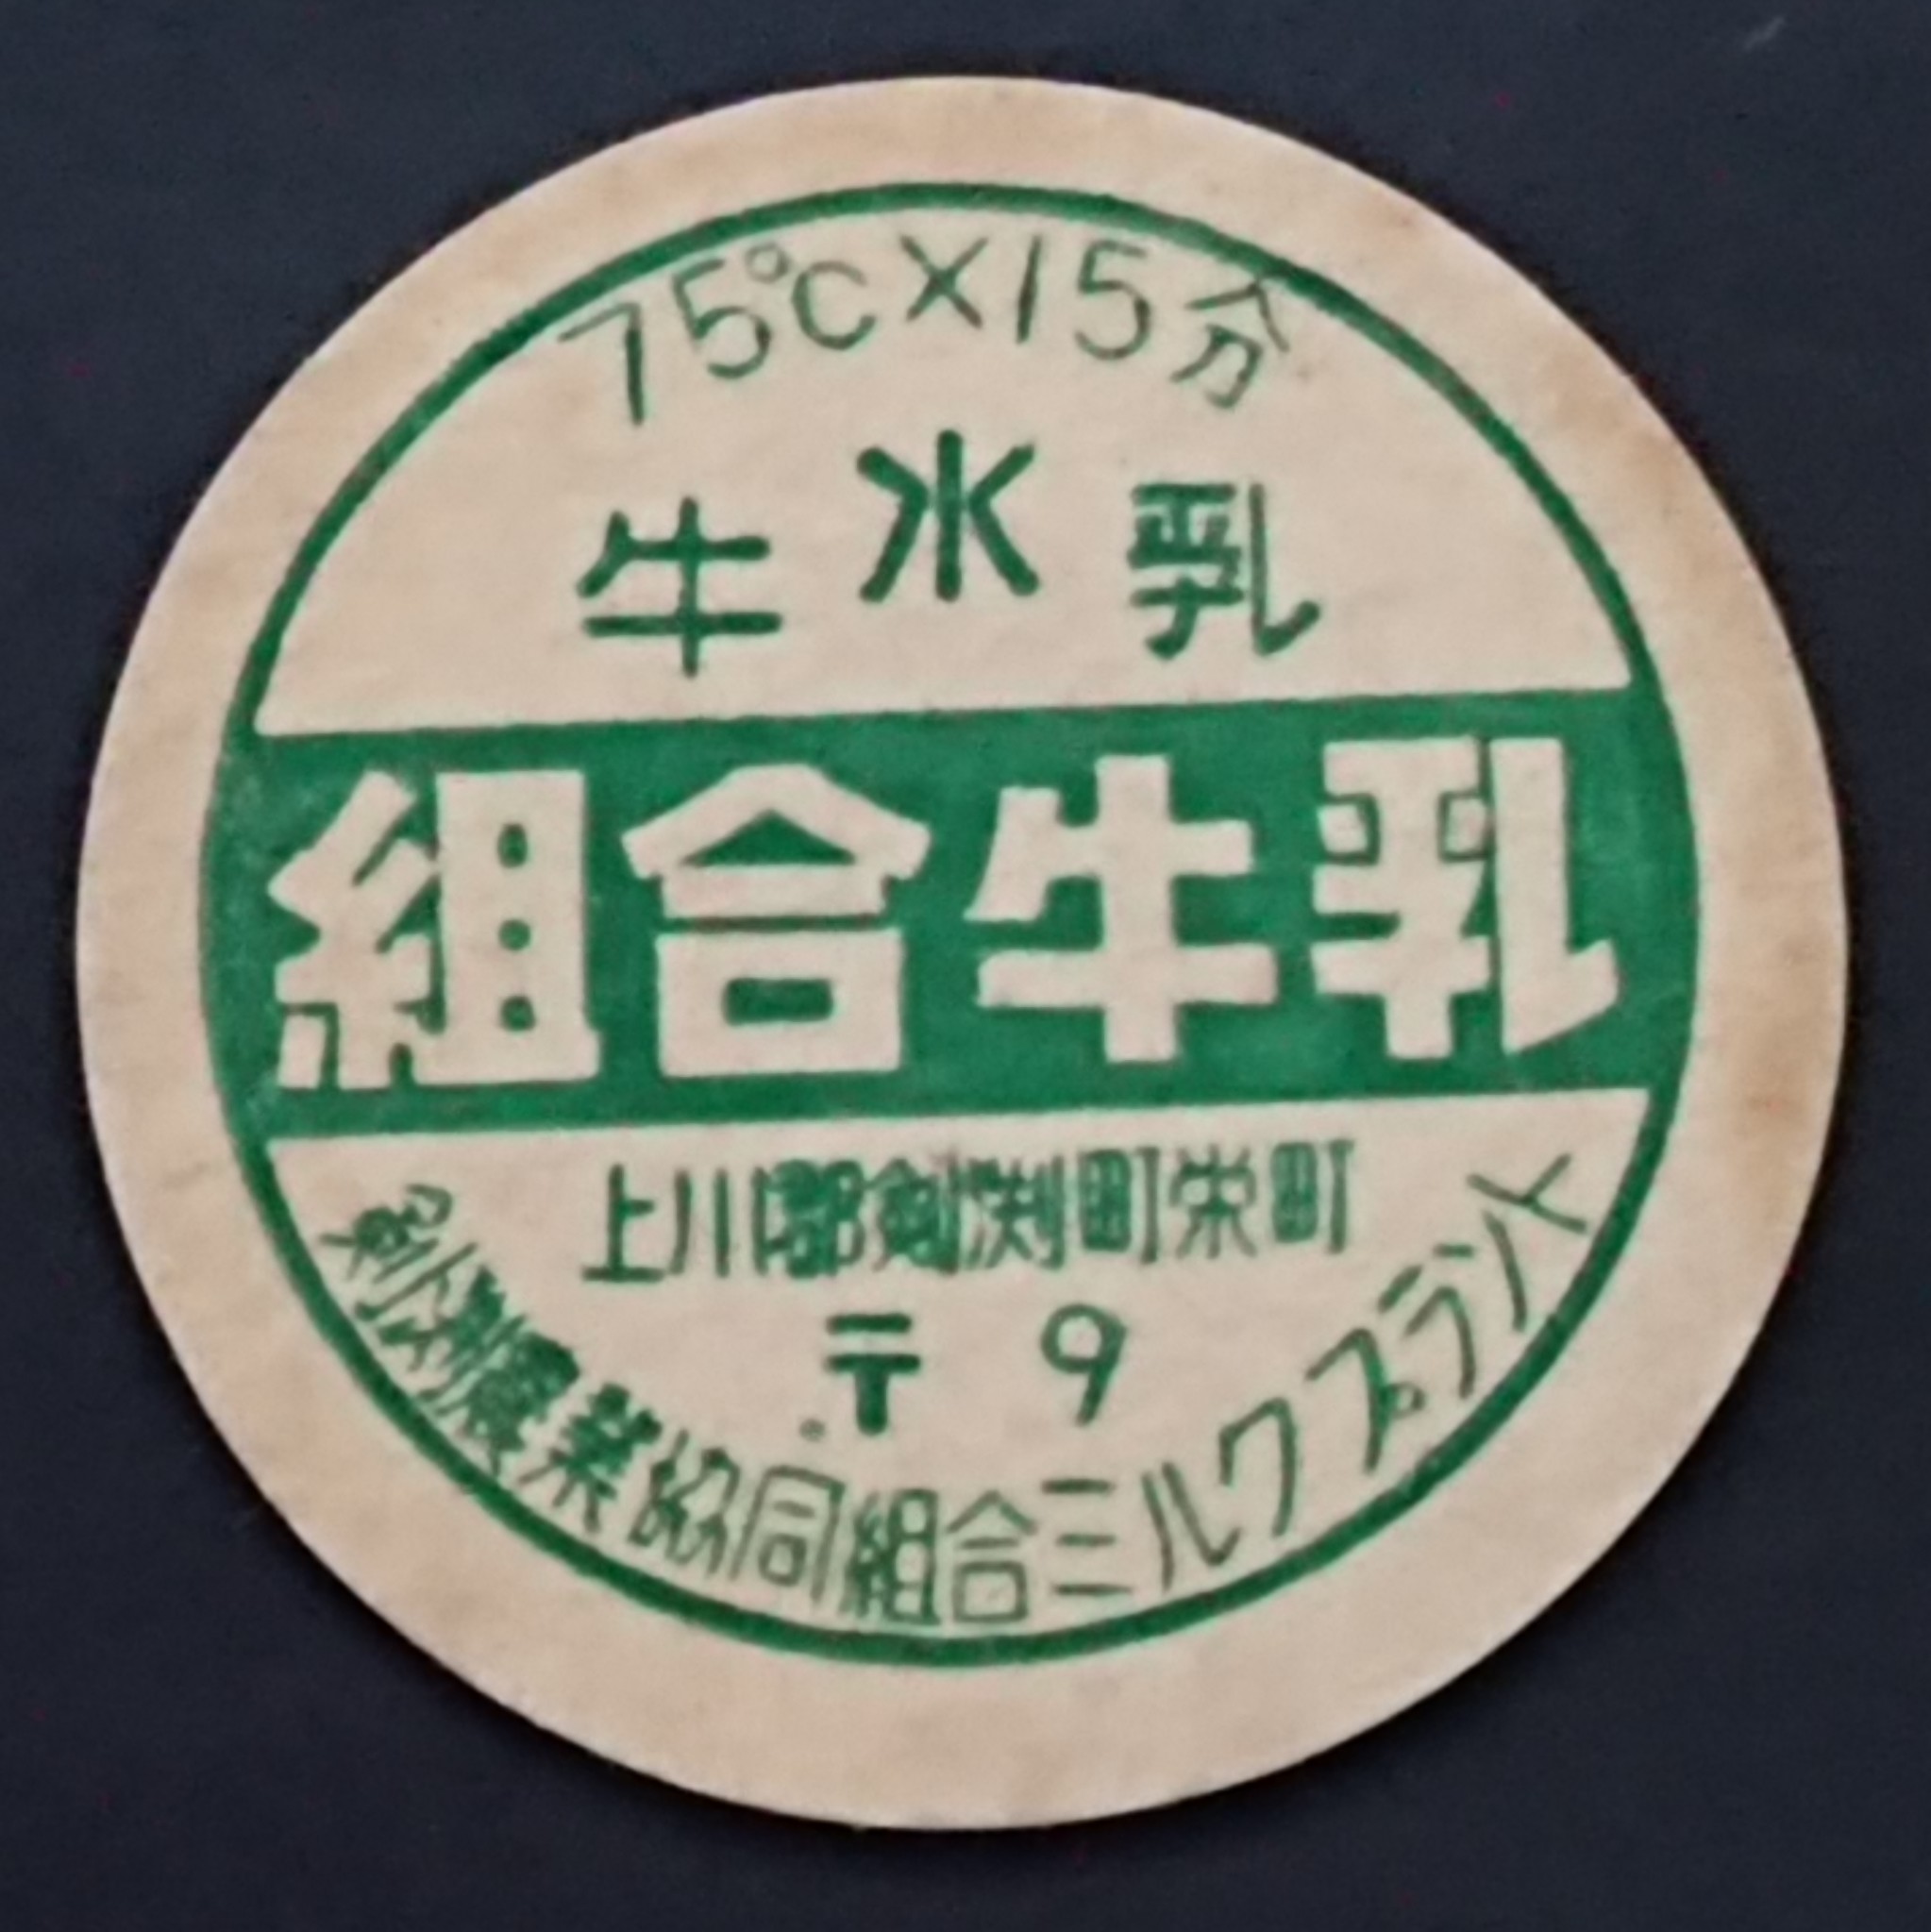 75℃×15分
牛 水 乳
組合牛乳
上川郡剣渕町栄町
〒 9
剣淵農業協同組合ミルクプラント